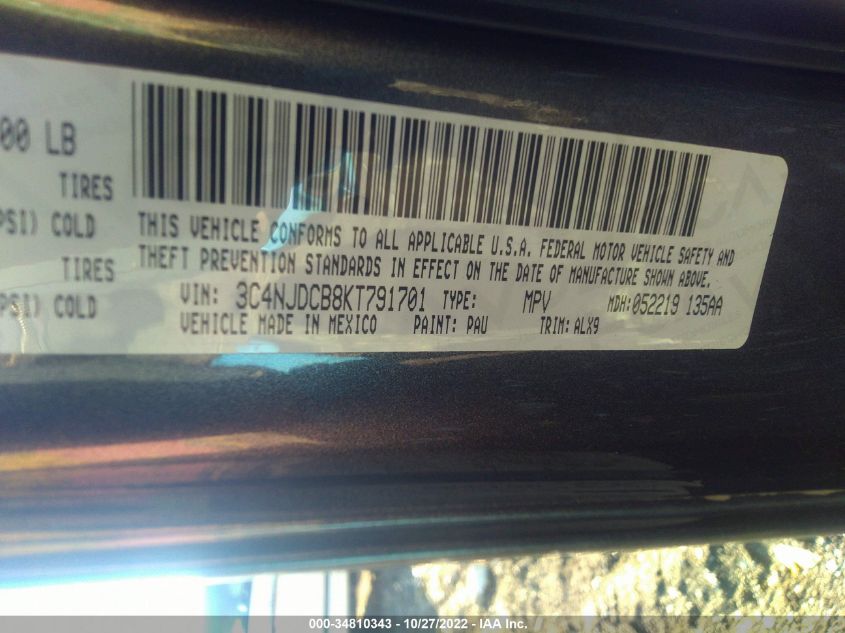 00 LB
TIRES
PSI) COLD
TIRES
PSI) COLD
THIS VEHICLE CONFORMS TO ALL APPLICABLE U.S.A. FEDERAL MOTOR VEHICLE SAFETY AND
THEFT PREVENTION STANDARDS IN EFFECT ON THE DATE OF MANUFACTURE SHOWN ABOVE.
VIN: 3C4NJDCB8KT791701 TYPE: MPV MDH:052219 135AA
VEHICLE MADE IN MEXICO PAINT: PAU TRIM:ALX9
000-34810343 / 10/27/2022 — IAA Inc.